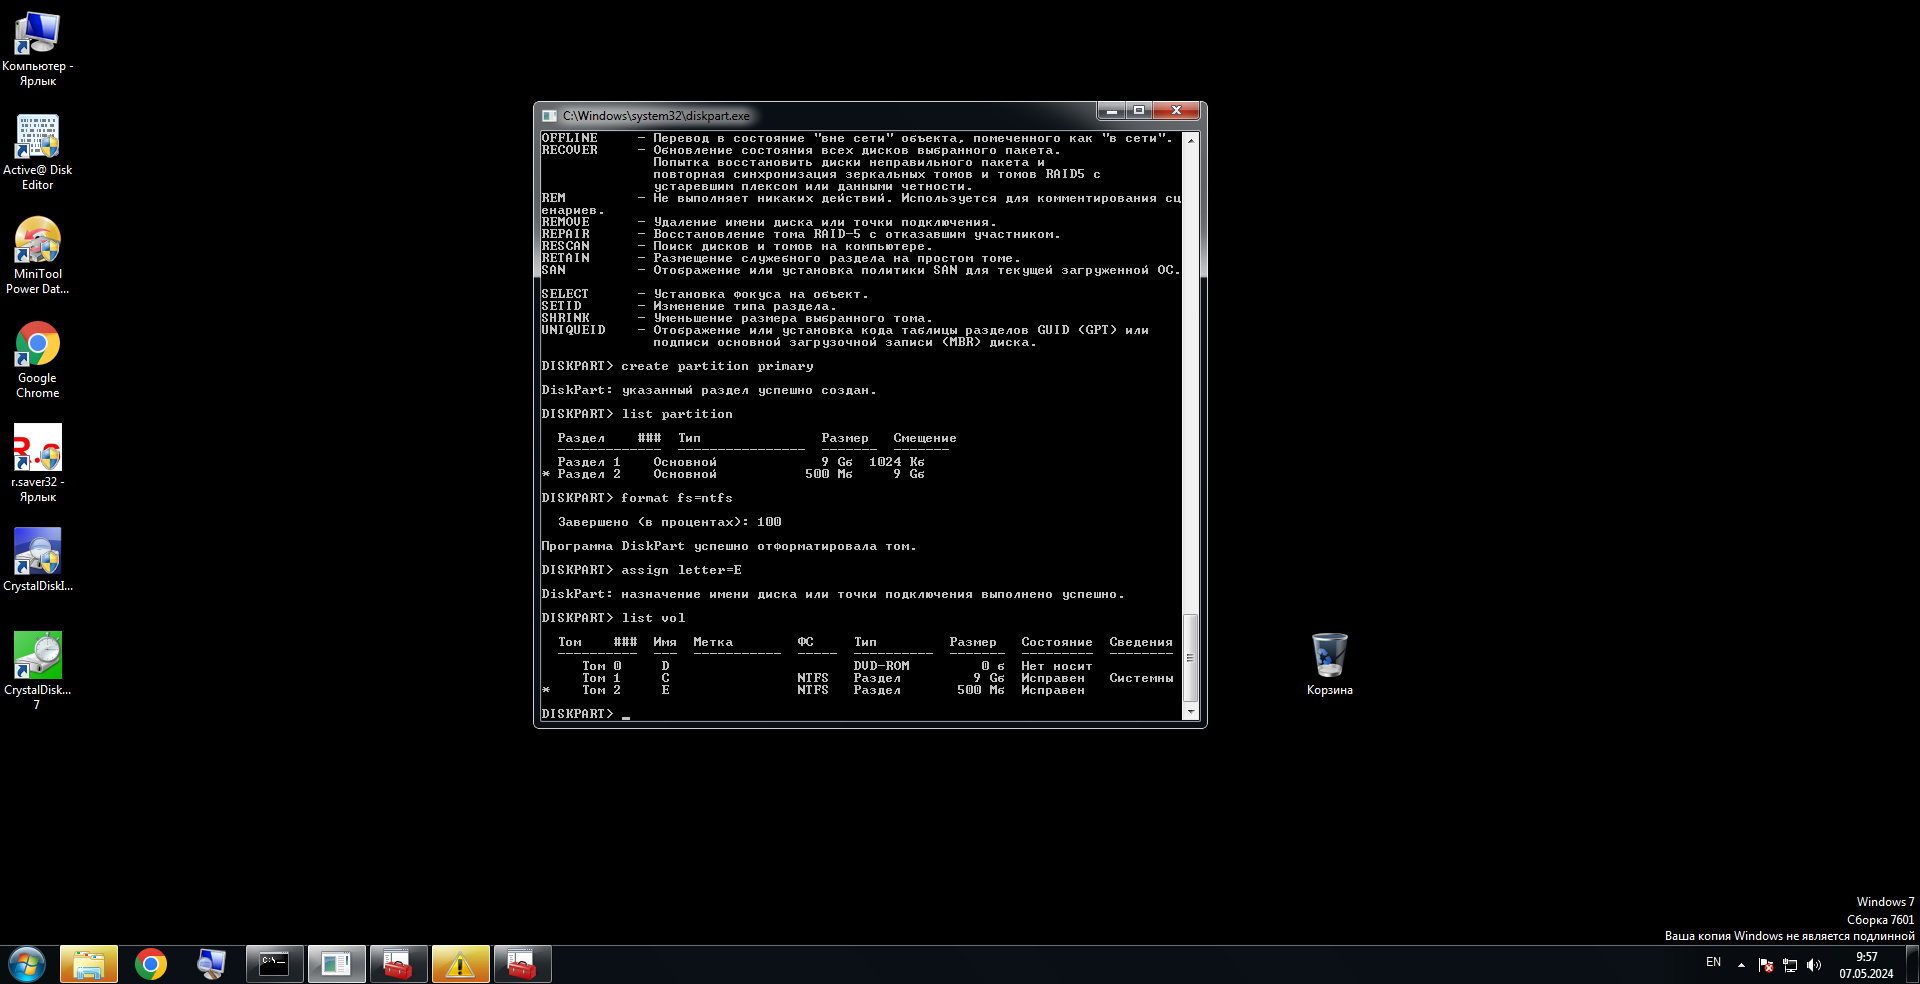 Компьютер -
Ярлык
Active@ Disk
Editor
MiniTool
Power Dat...
Google
Chrome
R.s
r.saver32 -
Ярлык
CrystalDiskI...
CrystalDisk...
7
C:\Windows\system32\diskpart.exe
OFFLINE     - Перевод в состояние "вне сети" объекта, помеченного как "в сети".
RECOVER     - Обновление состояния всех дисков выбранного пакета.
Попытка восстановить диски неправильного пакета и
повторная синхронизация зеркальных томов и томов RAID5 с
устаревшим плексом или данными четности.
REM         - Не выполняет никаких действий. Используется для комментирования сц
енариев.
REMOVE      - Удаление имени диска или точки подключения.
REPAIR      - Восстановление тома RAID-5 с отказавшим участником.
RESCAN      - Поиск дисков и томов на компьютере.
RETAIN      - Размещение служебного раздела на простом томе.
SAN         - Отображение или установка политики SAN для текущей загруженной ОС.
SELECT      - Установка фокуса на объект.
SETID       - Изменение типа раздела.
SHRINK      - Уменьшение размера выбранного тома.
UNIQUEID    - Отображение или установка кода таблицы разделов GUID (GPT) или
подписи основной загрузочной записи (MBR) диска.
DISKPART> create partition primary
DiskPart: указанный раздел успешно создан.
DISKPART> list partition
Раздел    ###  Тип               Размер   Смещение
-------------  ----------------  -------  -------
Раздел 1    Основной             9 Gб  1024 Kб
* Раздел 2    Основной           500 Mб     9 Gб
DISKPART> format fs=ntfs
Завершено (в процентах): 100
Программа DiskPart успешно отформатировала том.
DISKPART> assign letter=E
DiskPart: назначение имени диска или точки подключения выполнено успешно.
DISKPART> list vol
Том    ###  Имя  Метка        ФС     Тип         Размер   Состояние  Сведения
----------  ---  -----------  -----  ----------  -------  ---------  --------
Том 0     D                       DVD-ROM         0 б  Нет носит
Том 1     C                NTFS   Раздел         9 Gб  Исправен   Системны
*     Том 2     E                NTFS   Раздел       500 Mб  Исправен
DISKPART> _
Корзина
Windows 7
Сборка 7601
Ваша копия Windows не является подлинной
C:\_
EN
9:57
07.05.2024